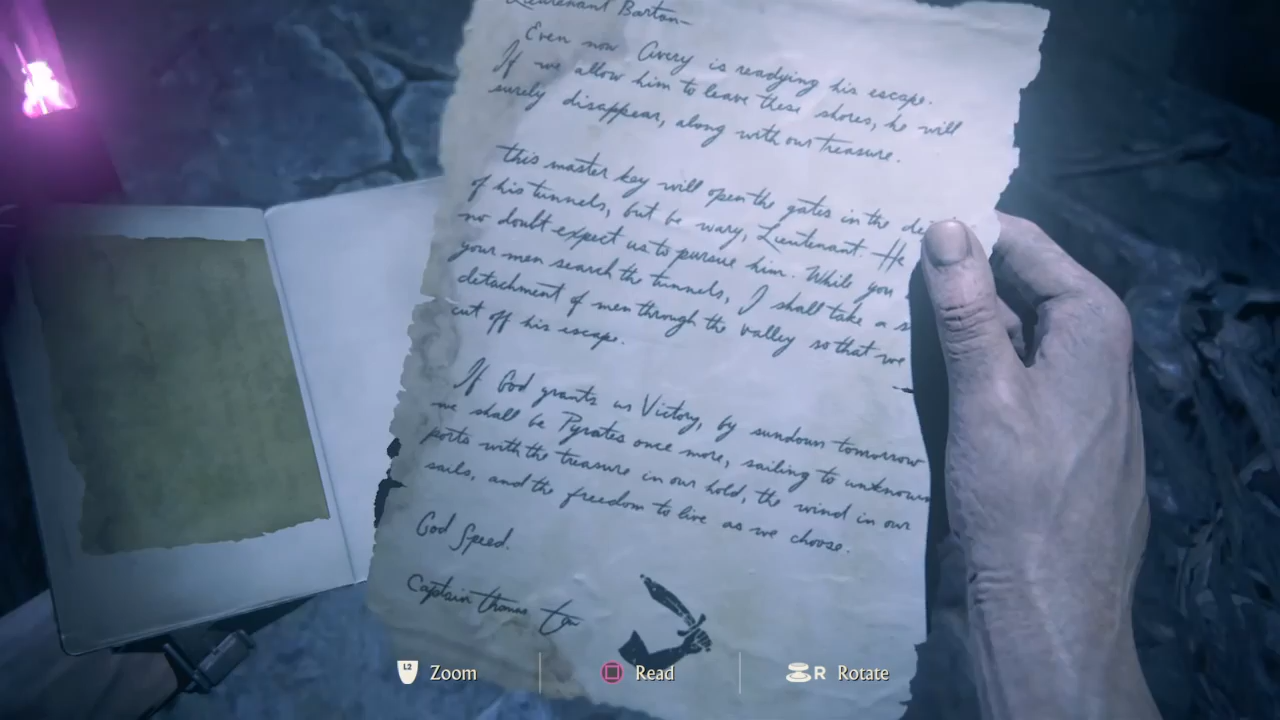 Lieutenant Barton–
Even now Avery is readying his escape.
If we allow him to leave these shores, he will
surely disappear, along with our treasure.
this master key will open the gates in the
of his tunnels, but be wary, Lieutenant. He
no doubt expect us to pursue him. While you
your men search the tunnels, I shall take a
detachment of men through the valley so that we
cut off his escape.
If God grants us Victory, by sundown tomorrow
we shall be Pyrates once more, sailing to unknown
ports with the treasure in our hold, the wind in our
sails, and the freedom to live as we choose.
God Speed.
Captain Thomas Tew
L2 Zoom
Read
R Rotate